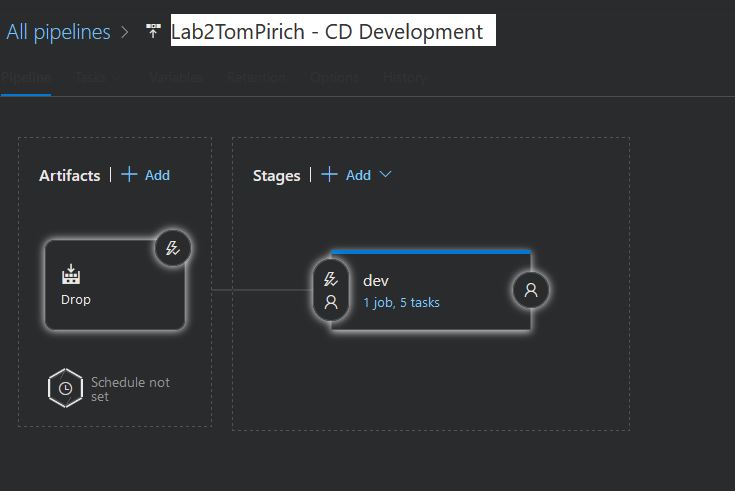 All pipelines > Lab2TomPirich - CD Development
Pipeline Tasks Variables Retention Options History
Artifacts | + Add
Stages | + Add
Drop
dev
1 job, 5 tasks
Schedule not
set